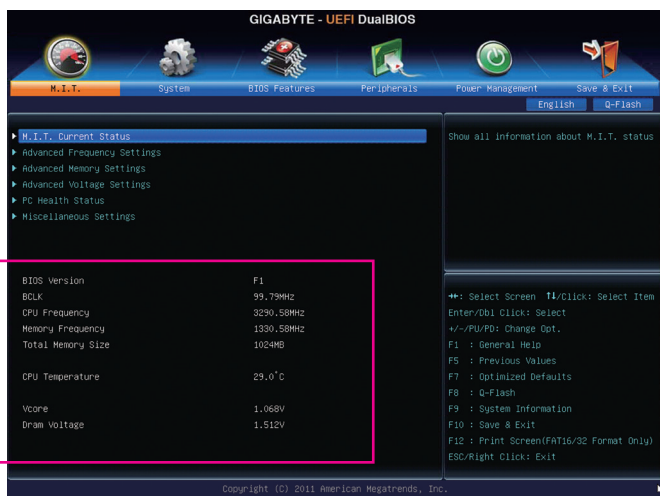 GIGABYTE - UEFI DualBIOS
M.I.T.
System
BIOS Features
Peripherals
Power Management
Save & Exit
English
Q-Flash
M.I.T. Current Status
Advanced Frequency Settings
Advanced Memory Settings
Advanced Voltage Settings
PC Health Status
Miscellaneous Settings
Show all information about M.I.T. status
BIOS Version F1
BCLK 99.79MHz
CPU Frequency 3290.58MHz
Memory Frequency 1330.58MHz
Total Memory Size 1024MB
CPU Temperature 29.0°C
Vcore 1.068V
Dram Voltage 1.512V
→←: Select Screen ↑↓/Click: Select Item
Enter/Dbl Click: Select
+/-/PU/PD: Change Opt.
F1 : General Help
F5 : Previous Values
F7 : Optimized Defaults
F8 : Q-Flash
F9 : System Information
F10 : Save & Exit
F12 : Print Screen(FAT16/32 Format Only)
ESC/Right Click: Exit
Copyright (C) 2011 American Megatrends, Inc.